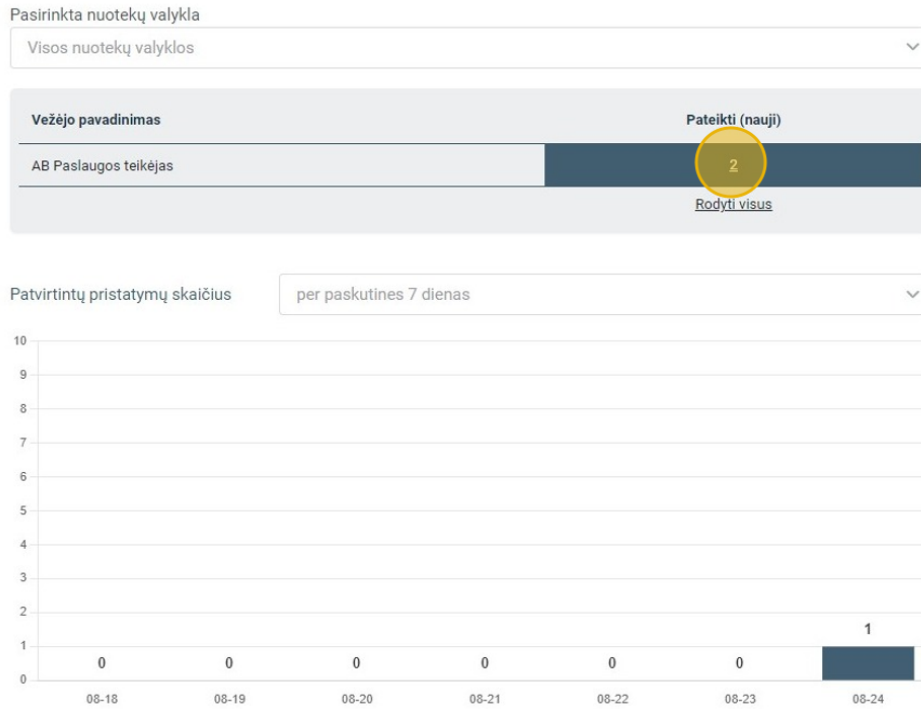 Pasirinkta nuotekų valykla
Visos nuotekų valyklos
Vežėjo pavadinimas Pateikti (nauji)
AB Paslaugos teikėjas 2
Rodyti visus
Patvirtintų pristatymų skaičius per paskutines 7 dienas
10
9
8
7
6
5
4
3
2
1
0
0 0 0 0 0 0 1
08-18 08-19 08-20 08-21 08-22 08-23 08-24